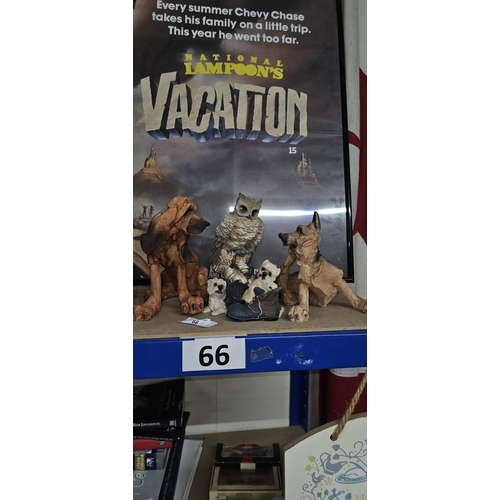 Every summer Chevy Chase
takes his family on a little trip.
This year he went too far.
NATIONAL
LAMPOON'S
VACATION
15
66